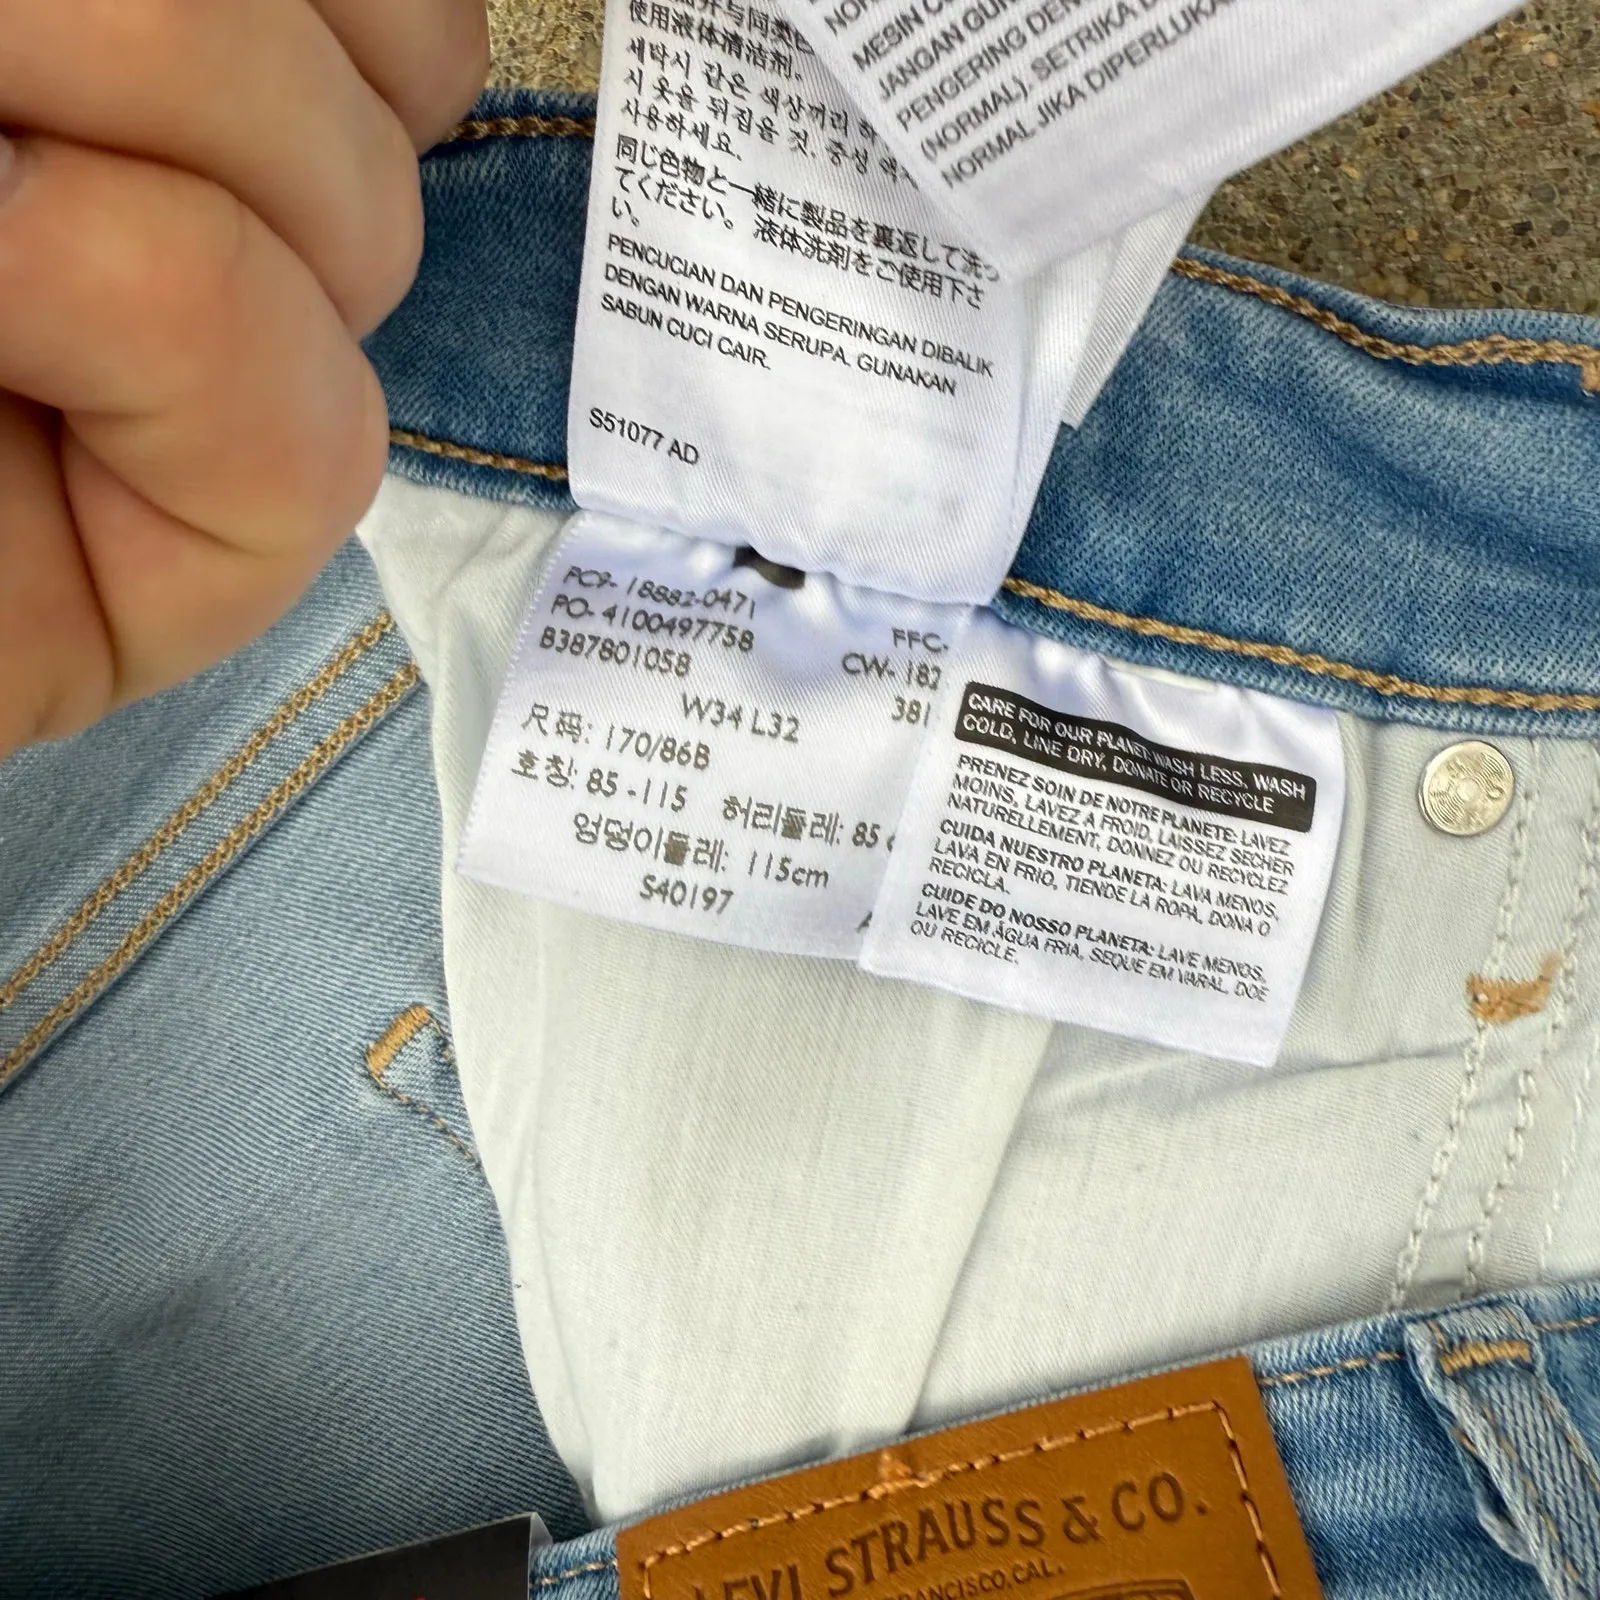 使用液体清洁剂。
세탁시 같은 색상끼리
시 옷을 뒤집을 것. 중성
사용하세요.
同じ色物と一緒に製品を裏返して洗っ
てください。 液体洗剤をご使用下さ
い。
PENCUCIAN DAN PENGERINGAN DIBALIK
DENGAN WARNA SERUPA. GUNAKAN
SABUN CUCI CAIR.
S51077 AD
MESIN
JANGAN
PENGERING
(NORMAL). SETRIKA
NORMAL JIKA DIPERLUKA
PC9- 18882-0471
PO- 4100497758
8387801058
FFC-
CW- 182
381
W34 L32
尺码: 170/86B
호칭: 85 -115
허리둘레: 85
엉덩이둘레: 115cm
S40197
CARE FOR OUR PLANET: WASH LESS, WASH
COLD, LINE DRY, DONATE OR RECYCLE
PRENEZ SOIN DE NOTRE PLANETE: LAVEZ
MOINS, LAVEZ A FROID, LAISSEZ SECHER
NATURELLEMENT, DONNEZ OU RECYCLEZ
CUIDA NUESTRO PLANETA: LAVA MENOS,
LAVA EN FRIO, TIENDE LA ROPA, DONA O
RECICLA.
CUIDE DO NOSSO PLANETA: LAVE MENOS,
LAVE EM ÁGUA FRIA, SEQUE EM VARAL, DOE
OU RECICLE.
LEVI STRAUSS & CO.
FRANCISCO, CAL.